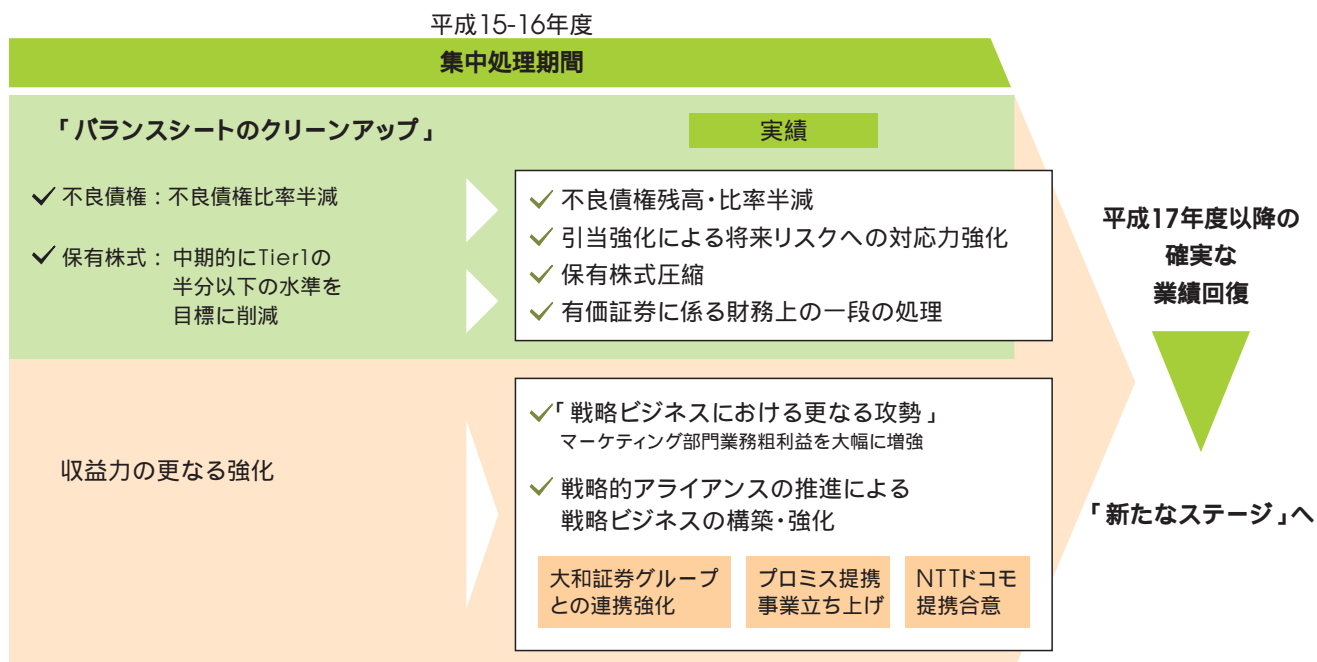 平成15-16年度
集中処理期間
「バランスシートのクリーンアップ」
実績
不良債権：不良債権比率半減
保有株式：中期的にTier1の
半分以下の水準を
目標に削減
不良債権残高・比率半減
引当強化による将来リスクへの対応力強化
保有株式圧縮
有価証券に係る財務上の一段の処理
収益力の更なる強化
「戦略ビジネスにおける更なる攻勢」
マーケティング部門業務粗利益を大幅に増強
戦略的アライアンスの推進による
戦略ビジネスの構築・強化
大和証券グループ
との連携強化
プロミス提携
事業立ち上げ
NTTドコモ
提携合意
平成17年度以降の
確実な
業績回復
「新たなステージ」へ